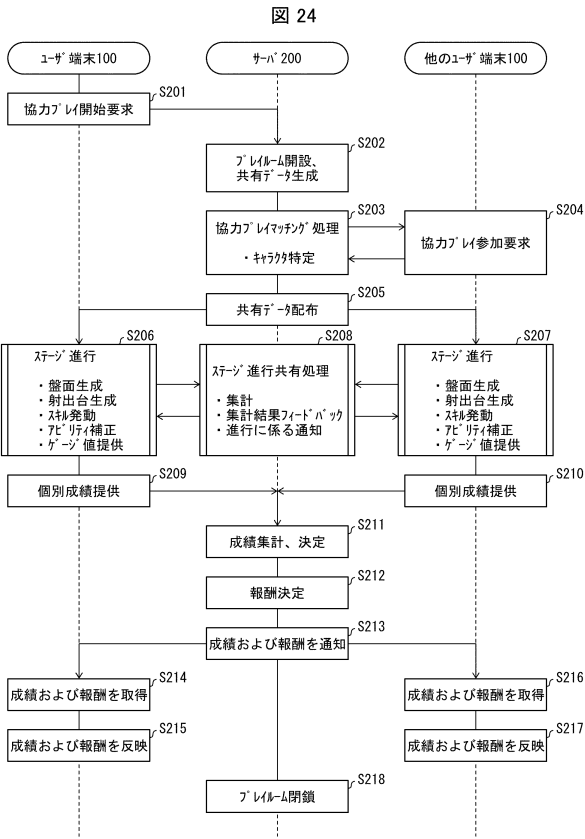 図 24
ﾕｰｻﾞ端末100
ｻｰﾊﾞ200
他のﾕｰｻﾞ端末100
S201
協力ﾌﾟﾚｲ開始要求
S202
ﾌﾟﾚｲﾙｰﾑ開設、
共有ﾃﾞｰﾀ生成
S203
協力ﾌﾟﾚｲﾏｯﾁﾝｸﾞ処理
・ｷｬﾗｸﾀ特定
S204
協力ﾌﾟﾚｲ参加要求
S205
共有ﾃﾞｰﾀ配布
S206
ｽﾃｰｼﾞ進行
・盤面生成
・射出台生成
・ｽｷﾙ発動
・ｱﾋﾞﾘﾃｨ補正
・ｹﾞｰｼﾞ値提供
S208
ｽﾃｰｼﾞ進行共有処理
・集計
・集計結果ﾌｨｰﾄﾞﾊﾞｯｸ
・進行に係る通知
S207
ｽﾃｰｼﾞ進行
・盤面生成
・射出台生成
・ｽｷﾙ発動
・ｱﾋﾞﾘﾃｨ補正
・ｹﾞｰｼﾞ値提供
S209
個別成績提供
S210
個別成績提供
S211
成績集計、決定
S212
報酬決定
S213
成績および報酬を通知
S214
成績および報酬を取得
S216
成績および報酬を取得
S215
成績および報酬を反映
S217
成績および報酬を反映
S218
ﾌﾟﾚｲﾙｰﾑ閉鎖